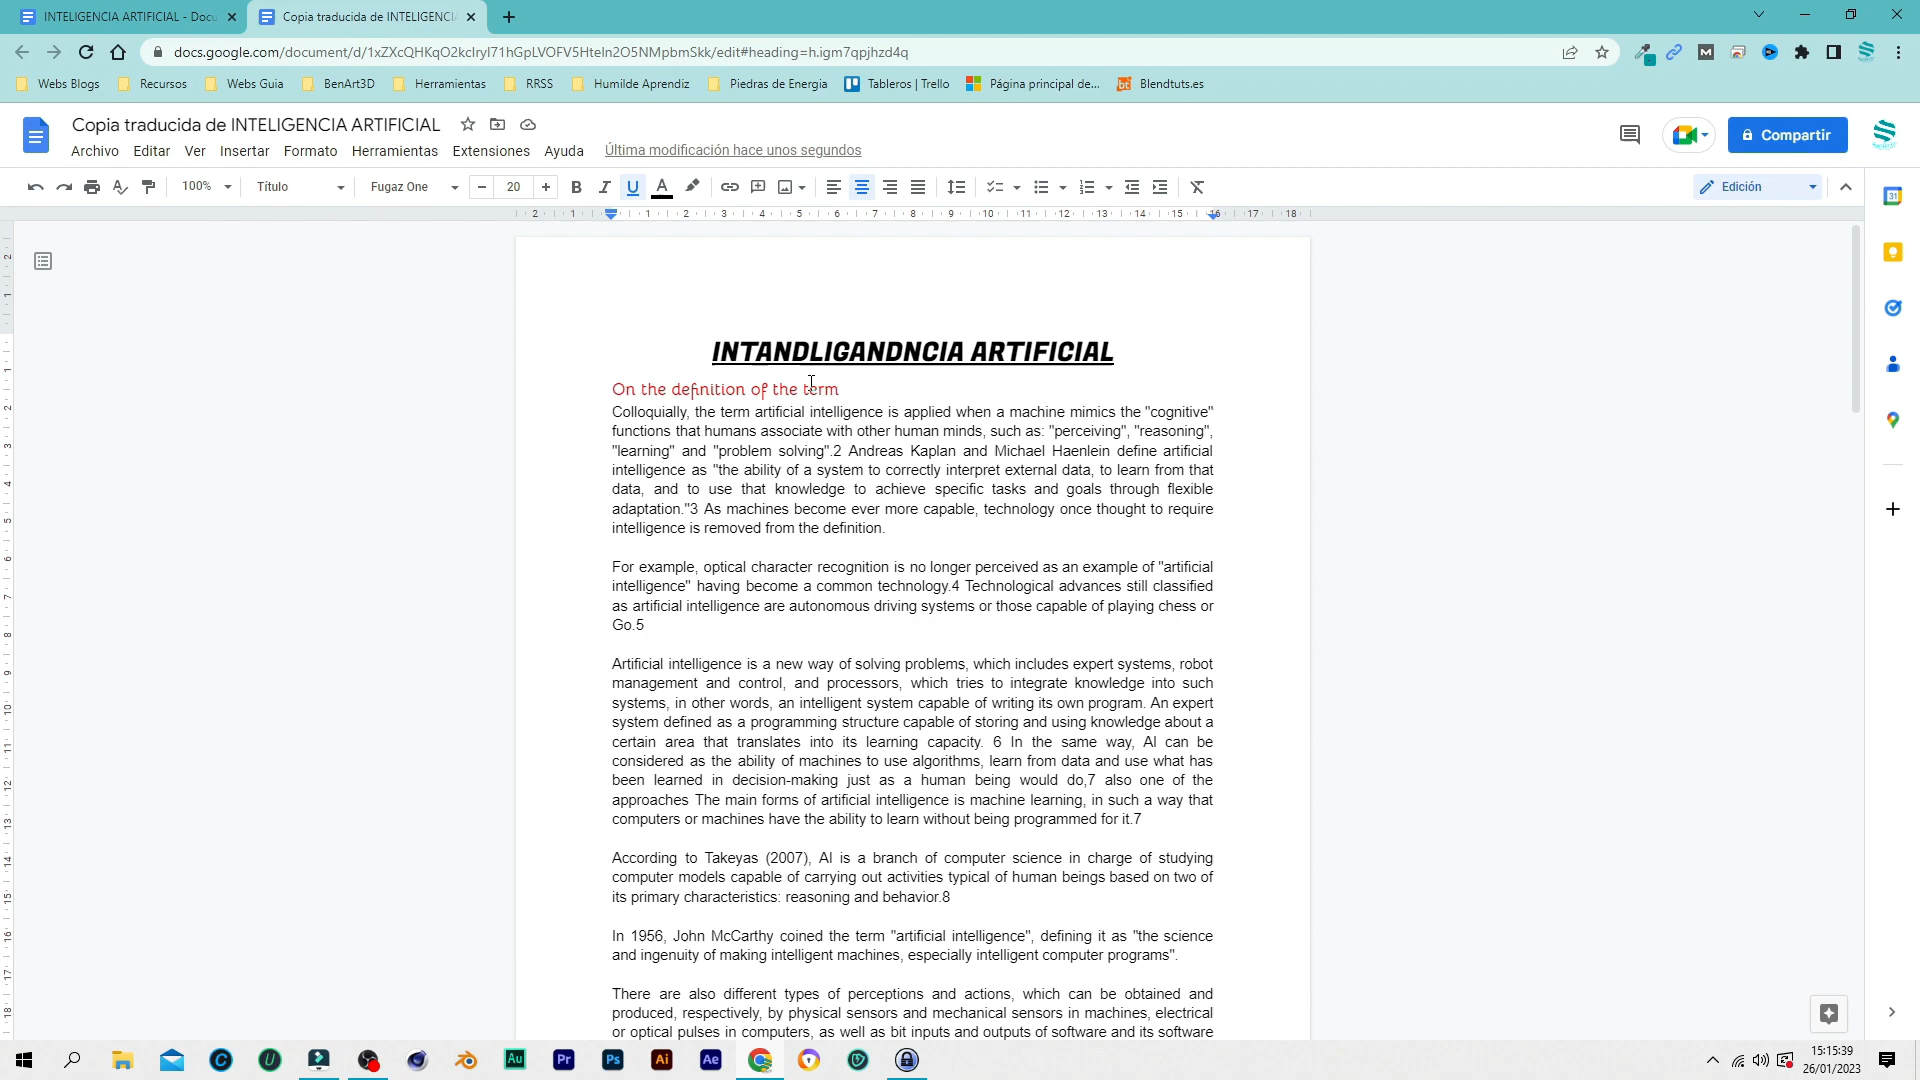 INTELIGENCIA ARTIFICIAL - Docu
Copia traducida de INTELIGENCIA
docs.google.com/document/d/1xZXcQHKqO2kcIryI71hGpLVOFV5HteIn2O5NMpbmSkk/edit#heading=h.igm7qpjhzd4q
Webs Blogs
Recursos
Webs Guia
BenArt3D
Herramientas
RRSS
Humilde Aprendiz
Piedras de Energia
Tableros | Trello
Página principal de...
Blendtuts.es
Copia traducida de INTELIGENCIA ARTIFICIAL
Compartir
Archivo Editar Ver Insertar Formato Herramientas Extensiones Ayuda Última modificación hace unos segundos
100% Título Fugaz One 20 Edición
2 1 1 2 3 4 5 6 7 8 9 10 11 12 13 14 15 16 17 18
INTANDLIGANDNCIA ARTIFICIAL
On the definition of the term
Colloquially, the term artificial intelligence is applied when a machine mimics the "cognitive"
functions that humans associate with other human minds, such as: "perceiving", "reasoning",
"learning" and "problem solving".2 Andreas Kaplan and Michael Haenlein define artificial
intelligence as "the ability of a system to correctly interpret external data, to learn from that
data, and to use that knowledge to achieve specific tasks and goals through flexible
adaptation."3 As machines become ever more capable, technology once thought to require
intelligence is removed from the definition.
For example, optical character recognition is no longer perceived as an example of "artificial
intelligence" having become a common technology.4 Technological advances still classified
as artificial intelligence are autonomous driving systems or those capable of playing chess or
Go.5
Artificial intelligence is a new way of solving problems, which includes expert systems, robot
management and control, and processors, which tries to integrate knowledge into such
systems, in other words, an intelligent system capable of writing its own program. An expert
system defined as a programming structure capable of storing and using knowledge about a
certain area that translates into its learning capacity. 6 In the same way, AI can be
considered as the ability of machines to use algorithms, learn from data and use what has
been learned in decision-making just as a human being would do,7 also one of the
approaches The main forms of artificial intelligence is machine learning, in such a way that
computers or machines have the ability to learn without being programmed for it.7
According to Takeyas (2007), AI is a branch of computer science in charge of studying
computer models capable of carrying out activities typical of human beings based on two of
its primary characteristics: reasoning and behavior.8
In 1956, John McCarthy coined the term "artificial intelligence", defining it as "the science
and ingenuity of making intelligent machines, especially intelligent computer programs".
There are also different types of perceptions and actions, which can be obtained and
produced, respectively, by physical sensors and mechanical sensors in machines, electrical
or optical pulses in computers, as well as bit inputs and outputs of software and its software
15:15:39
26/01/2023